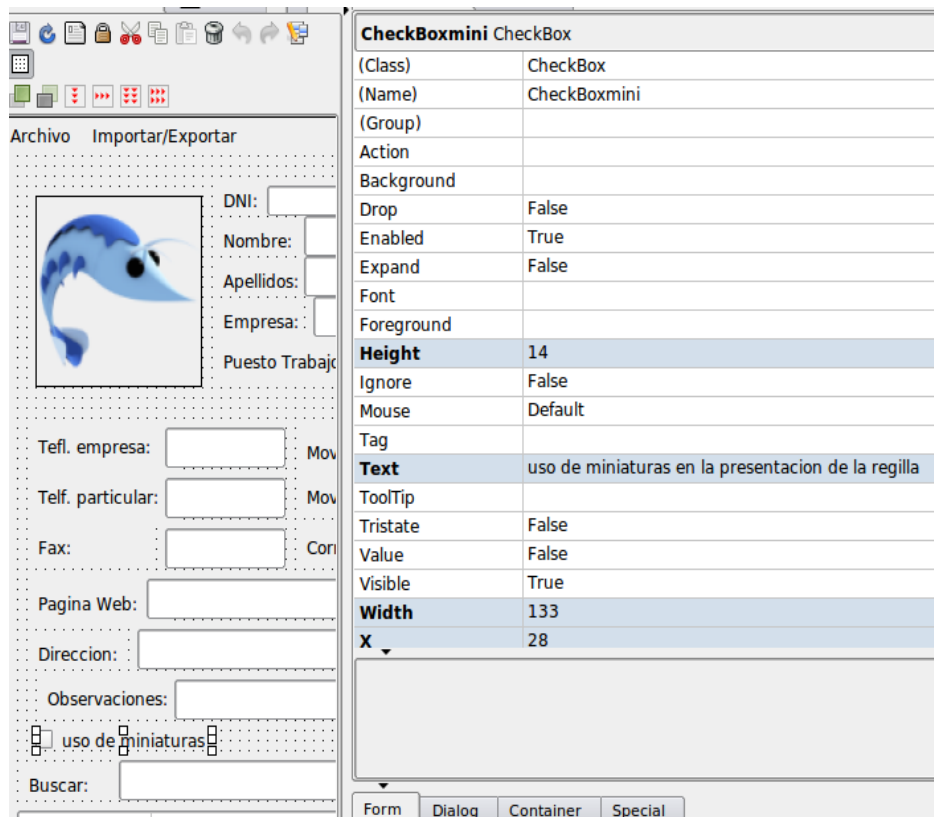 Archivo Importar/Exportar
DNI:
Nombre:
Apellidos:
Empresa:
Puesto Trabajo
Tefl. empresa:
Mov
Telf. particular:
Mov
Fax:
Corr
Pagina Web:
Direccion:
Observaciones:
uso de miniaturas
Buscar:
CheckBoxmini CheckBox
(Class) CheckBox
(Name) CheckBoxmini
(Group)
Action
Background
Drop False
Enabled True
Expand False
Font
Foreground
Height 14
Ignore False
Mouse Default
Tag
Text uso de miniaturas en la presentacion de la regilla
ToolTip
Tristate False
Value False
Visible True
Width 133
X 28
Form Dialog Container Special